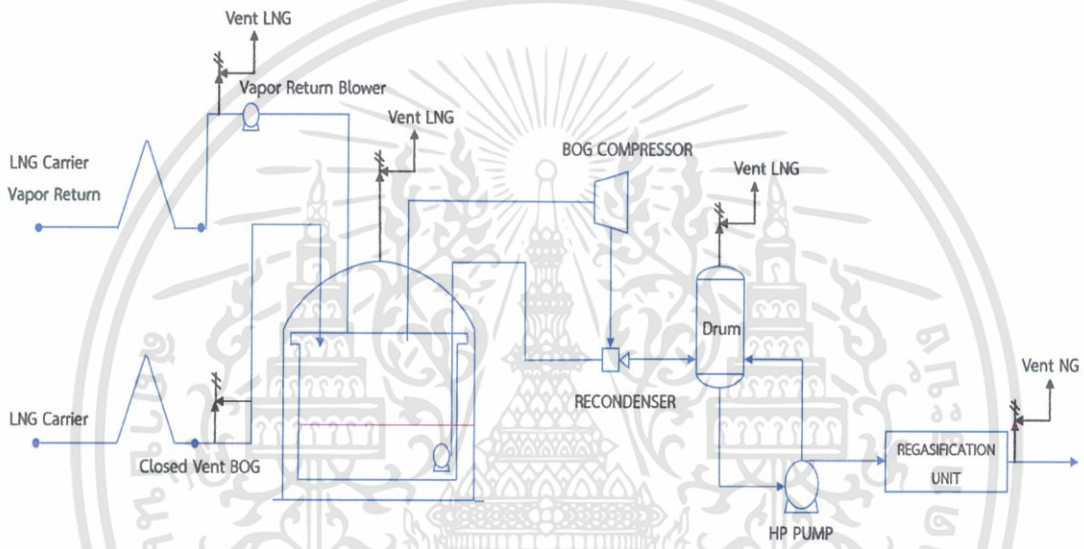 Vent LNG
Vapor Return Blower
Vent LNG
BOG COMPRESSOR
LNG Carrier
Vapor Return
Vent LNG
Drum
Vent NG
RECONDENSER
LNG Carrier
Closed Vent BOG
REGASIFICATION
UNIT
HP PUMP